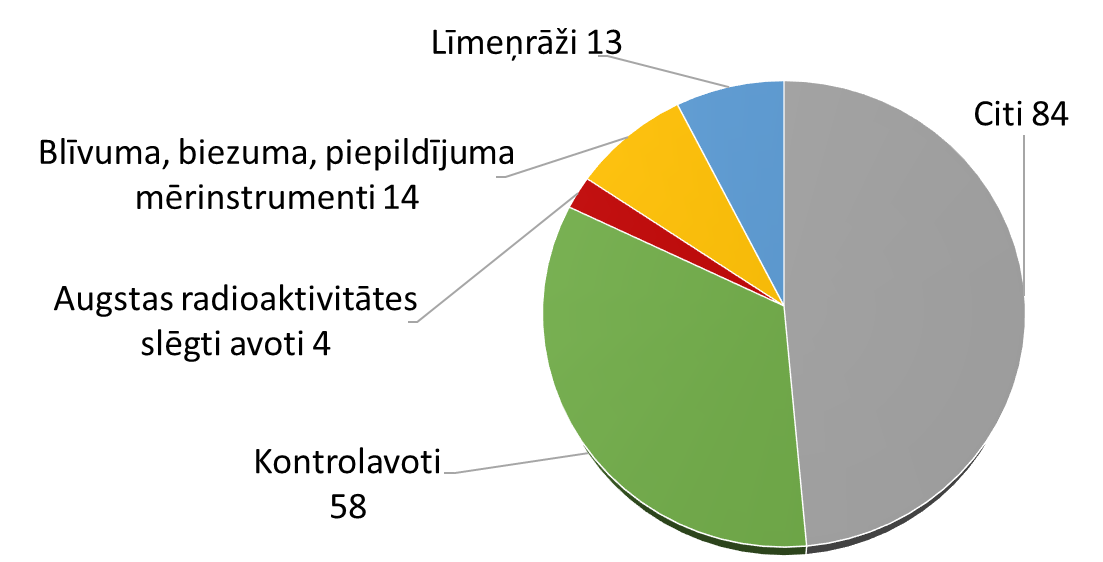 Līmeņrāži 13
Citi 84
Blīvuma, biezuma, piepildījuma
mērinstrumenti 14
Augstas radioaktivitātes
slēgti avoti 4
Kontrolavoti
58